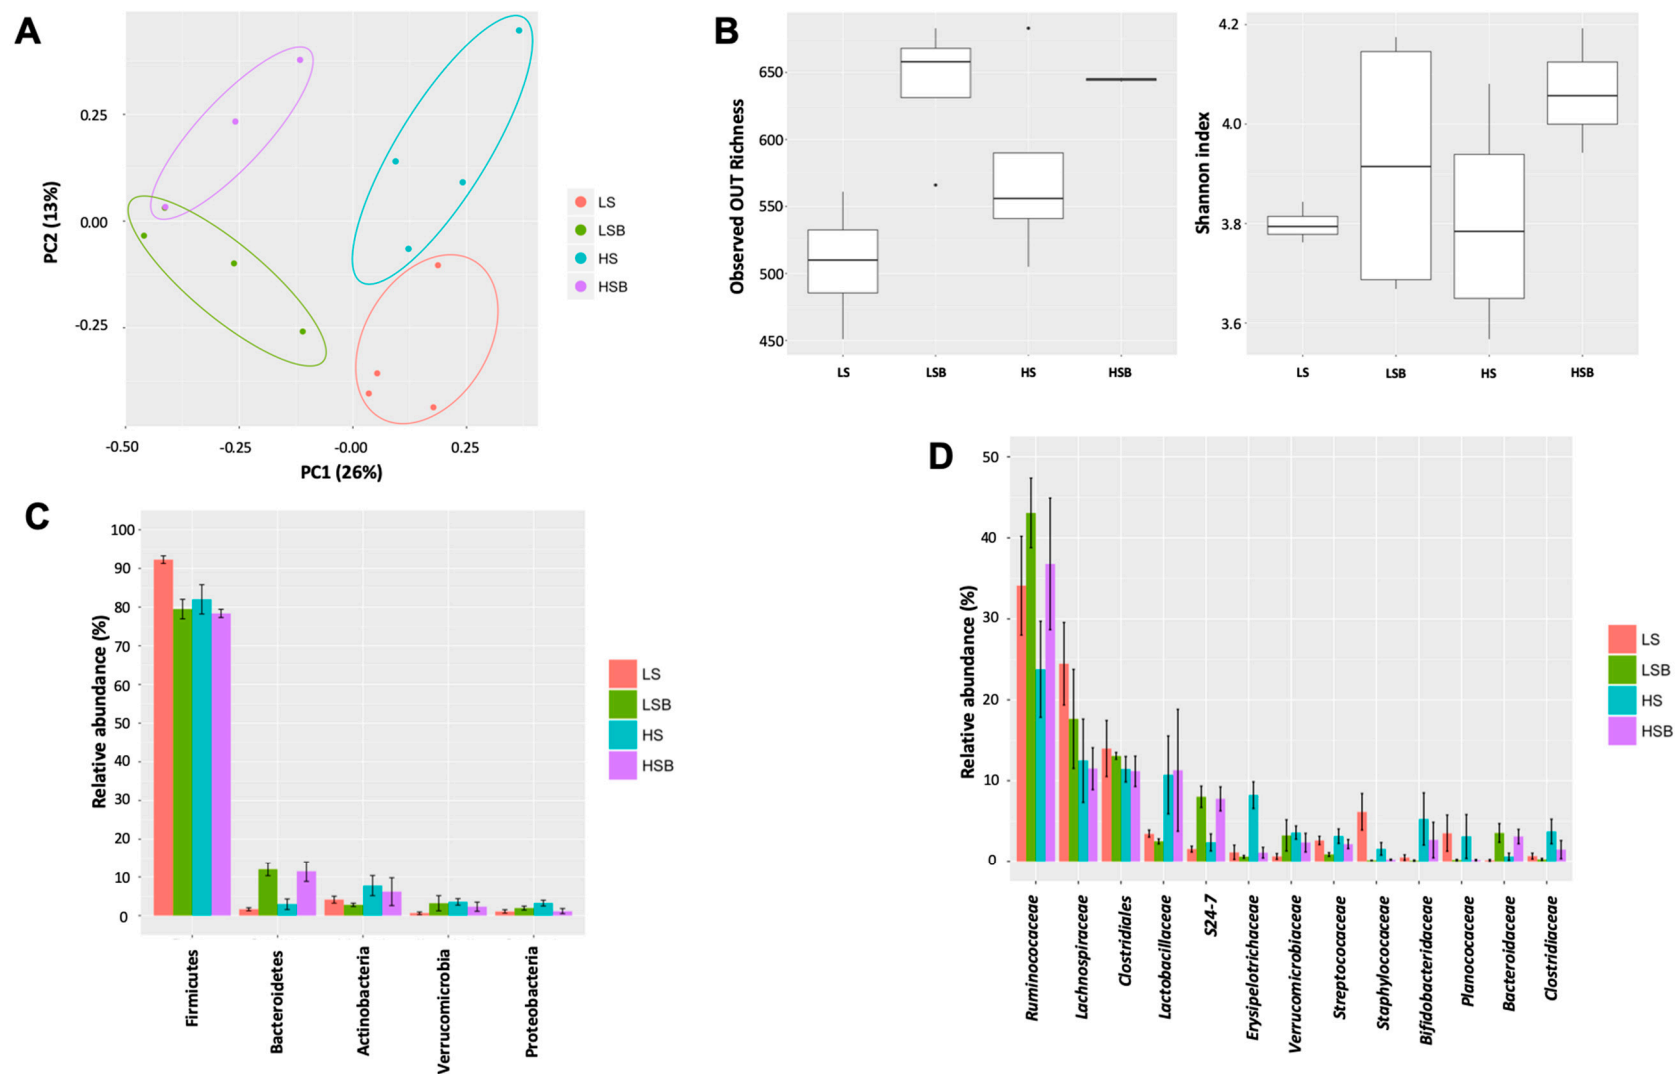 A
PC2 (13%)
0.25
0.00
-0.25
-0.50
-0.25
-0.00
0.25
PC1 (26%)
LS
LSB
HS
HSB
B
Observed OUT Richness
650
600
550
500
450
LS
LSB
HS
HSB
Shannon index
4.2
4.0
3.8
3.6
LS
LSB
HS
HSB
C
Relative abundance (%)
100
90
80
70
60
50
40
30
20
10
0
Firmicutes
Bacteroidetes
Actinobacteria
Verrucomicrobia
Proteobacteria
LS
LSB
HS
HSB
D
Relative abundance (%)
50
40
30
20
10
0
Ruminococaceae
Lachnospiraceae
Clostridiales
Lactobacillaceae
S24-7
Erysipelotrichaceae
Verrucomicrobiaceae
Streptococaceae
Staphylococcaceae
Bifidobacteridaceae
Planococaceae
Bacteroidaceae
Clostridiaceae
LS
LSB
HS
HSB